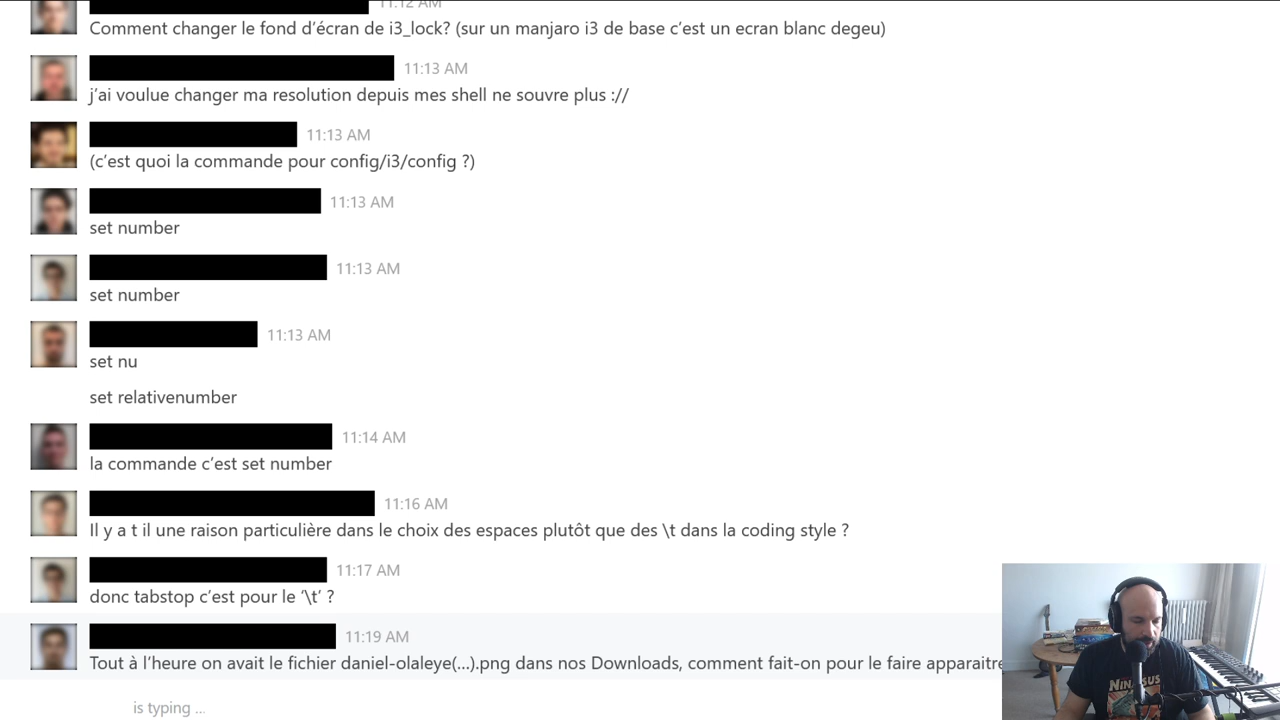 11:12 AM
Comment changer le fond d’écran de i3_lock? (sur un manjaro i3 de base c’est un ecran blanc degeu)
11:13 AM
j’ai voulue changer ma resolution depuis mes shell ne souvre plus ://
11:13 AM
(c’est quoi la commande pour config/i3/config ?)
11:13 AM
set number
11:13 AM
set number
11:13 AM
set nu
set relativenumber
11:14 AM
la commande c’est set number
11:16 AM
Il y a t il une raison particulière dans le choix des espaces plutôt que des \t dans la coding style ?
11:17 AM
donc tabstop c’est pour le ‘\t’ ?
11:19 AM
Tout à l’heure on avait le fichier daniel-olaleye(...).png dans nos Downloads, comment fait-on pour le faire apparaitre
is typing ...